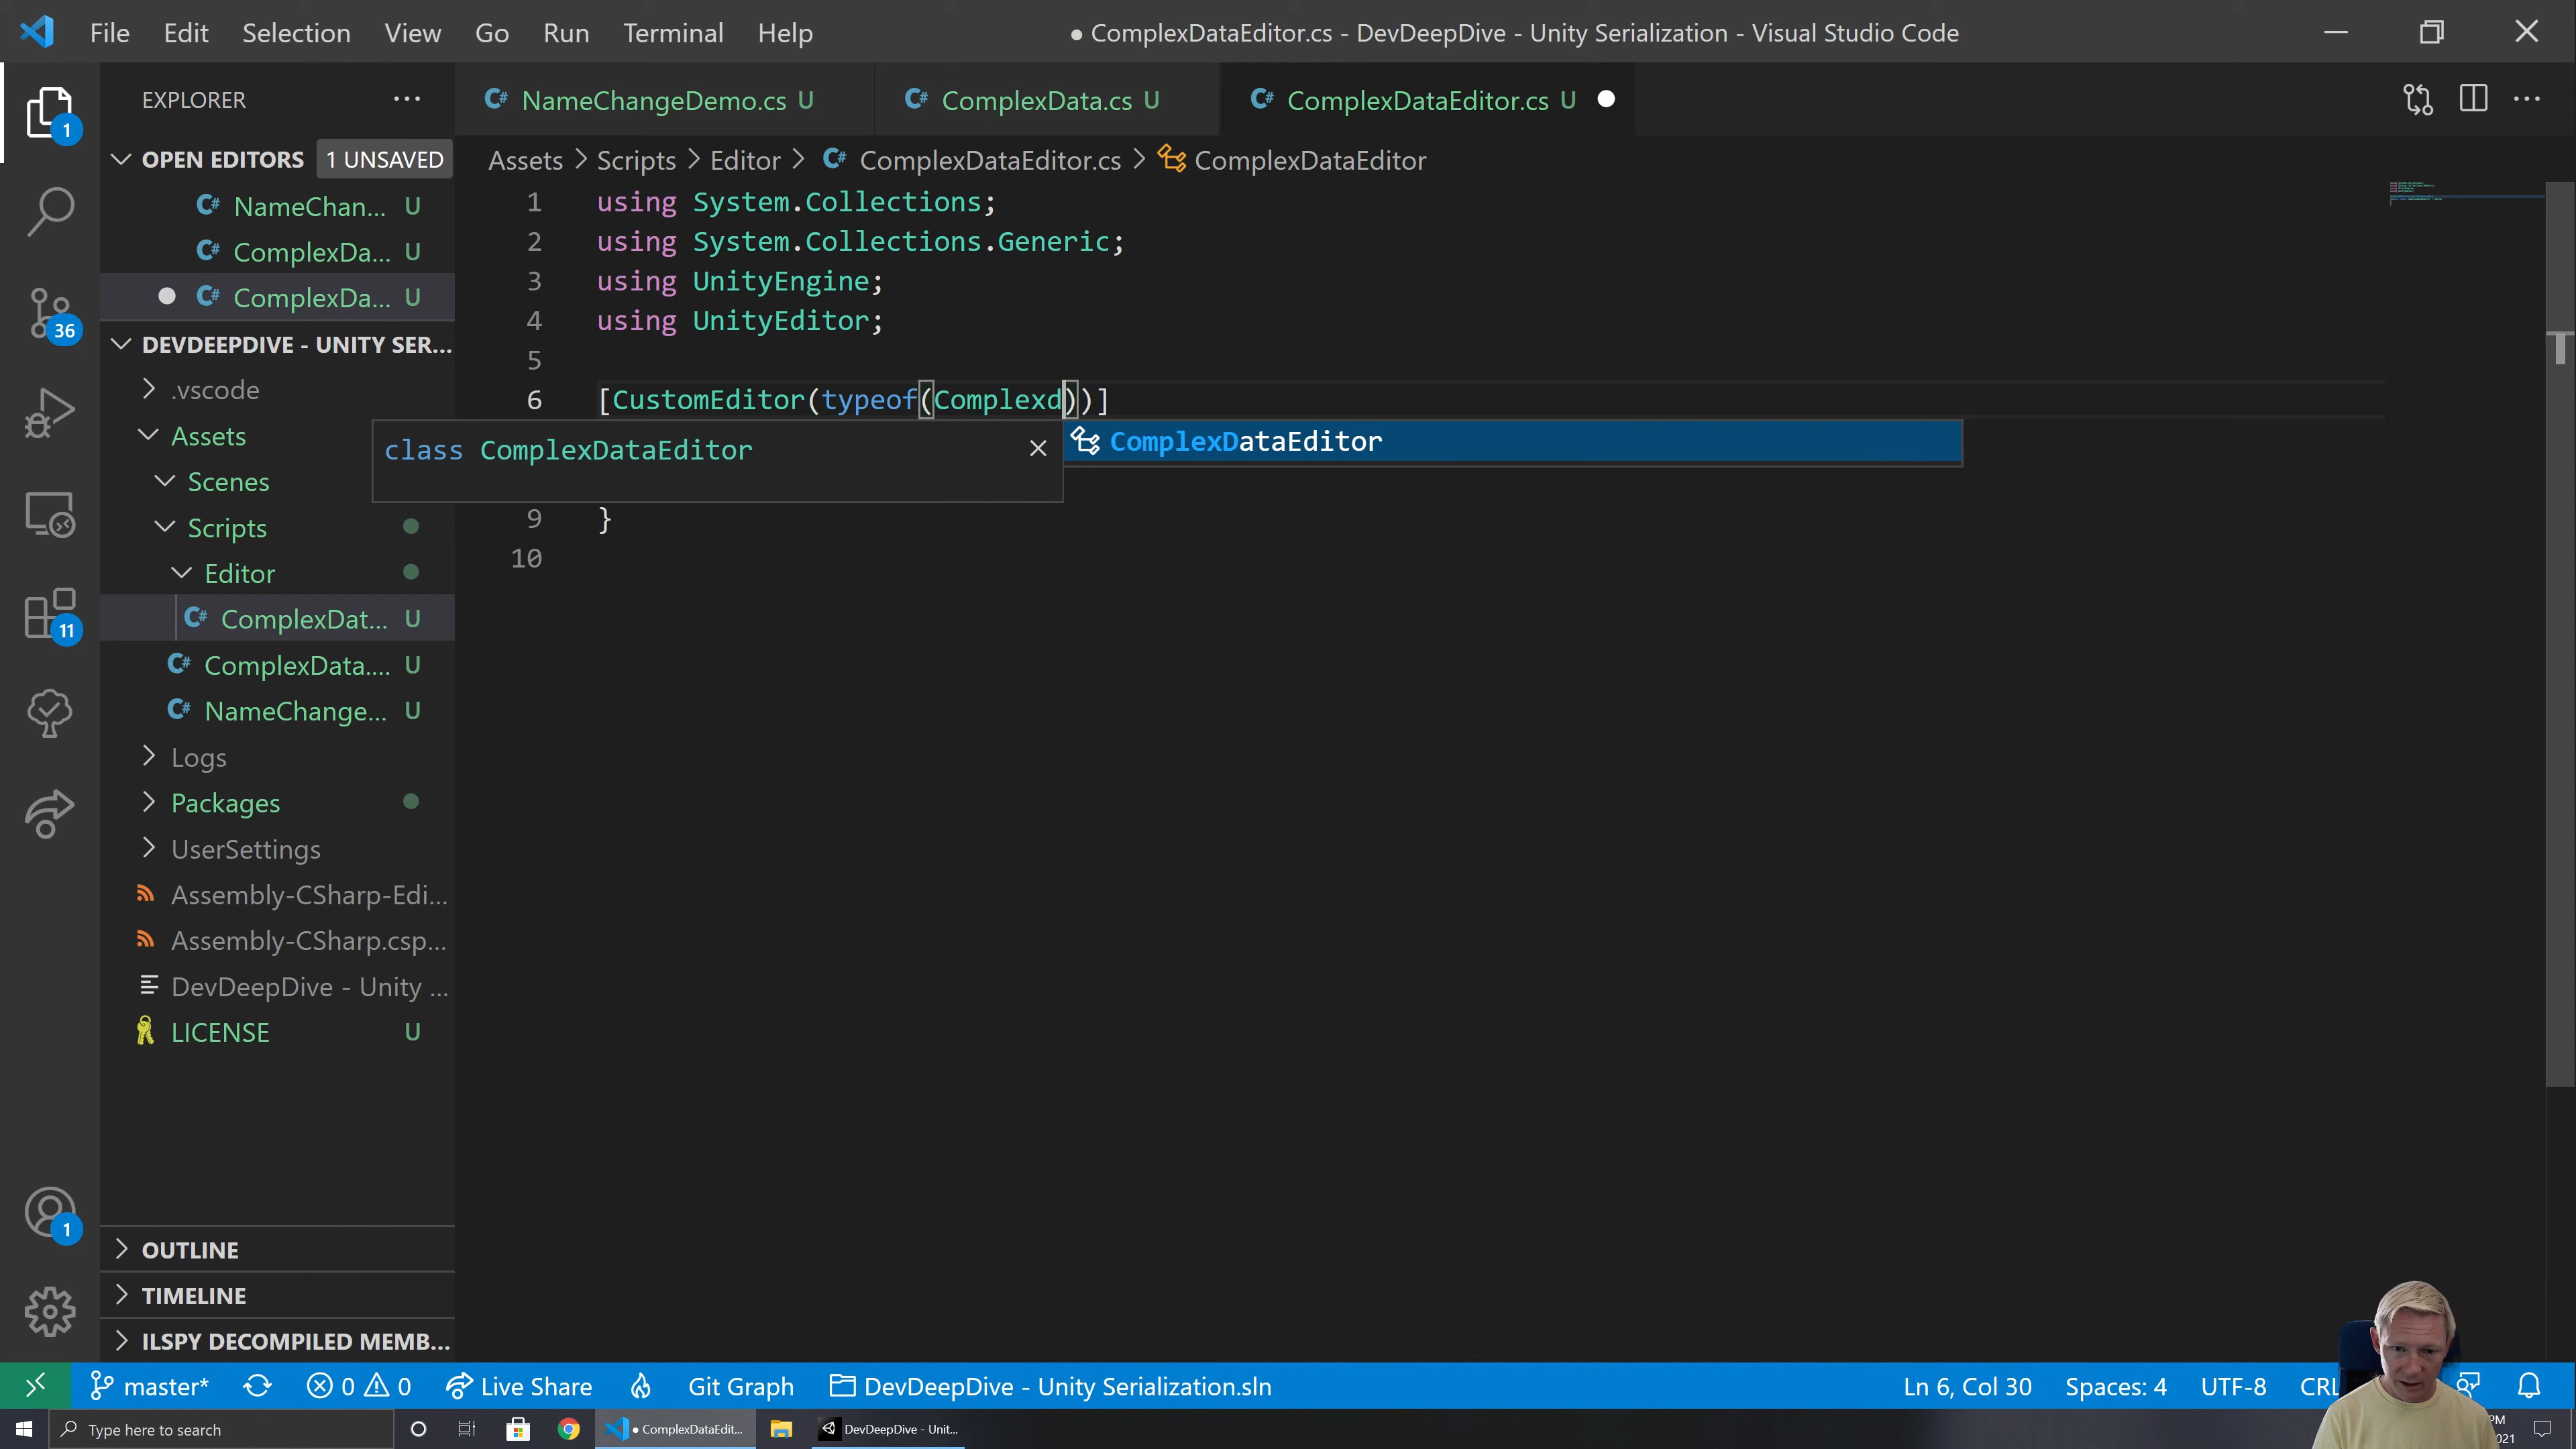 File Edit Selection View Go Run Terminal Help
● ComplexDataEditor.cs - DevDeepDive - Unity Serialization - Visual Studio Code
EXPLORER
NameChangeDemo.cs U
ComplexData.cs U
ComplexDataEditor.cs U
OPEN EDITORS 1 UNSAVED
Assets > Scripts > Editor > ComplexDataEditor.cs > ComplexDataEditor
NameChan... U
ComplexDa... U
ComplexDa... U
DEVDEEPDIVE - UNITY SER...
.vscode
Assets
Scenes
Scripts
Editor
ComplexDat... U
ComplexData.... U
NameChange... U
Logs
Packages
UserSettings
Assembly-CSharp-Edi...
Assembly-CSharp.csp...
DevDeepDive - Unity ...
LICENSE U
OUTLINE
TIMELINE
ILSPY DECOMPILED MEMB...
1
36
11
1
1 using System.Collections;
2 using System.Collections.Generic;
3 using UnityEngine;
4 using UnityEditor;
5
6 [CustomEditor(typeof(Complexd))]
class ComplexDataEditor
ComplexDataEditor
9 }
10
master* 0 0 Live Share Git Graph DevDeepDive - Unity Serialization.sln
Ln 6, Col 30 Spaces: 4 UTF-8
Type here to search
● ComplexDataEdit...
DevDeepDive - Unit...
PM